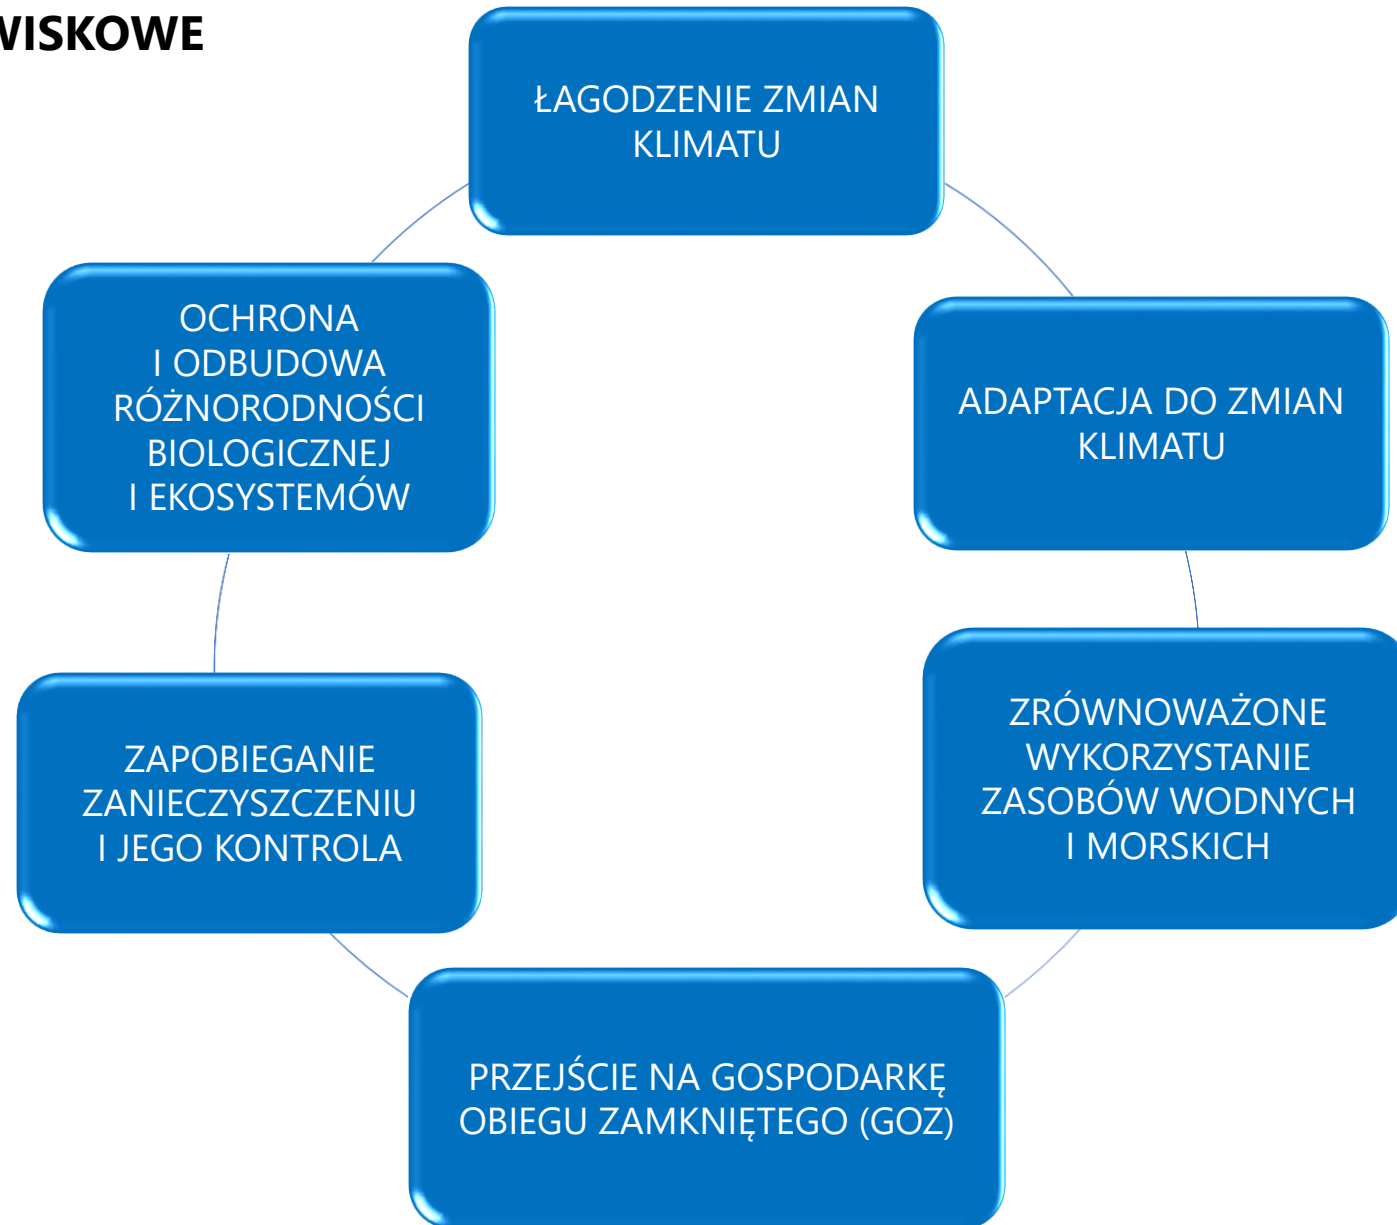 WISKOWE
ŁAGODZENIE ZMIAN
KLIMATU
ADAPTACJA DO ZMIAN
KLIMATU
ZRÓWNOWAŻONE
WYKORZYSTANIE
ZASOBÓW WODNYCH
I MORSKICH
PRZEJŚCIE NA GOSPODARKĘ
OBIEGU ZAMKNIĘTEGO (GOZ)
ZAPOBIEGANIE
ZANIECZYSZCZENIU
I JEGO KONTROLA
OCHRONA
I ODBUDOWA
RÓŻNORODNOŚCI
BIOLOGICZNEJ
I EKOSYSTEMÓW